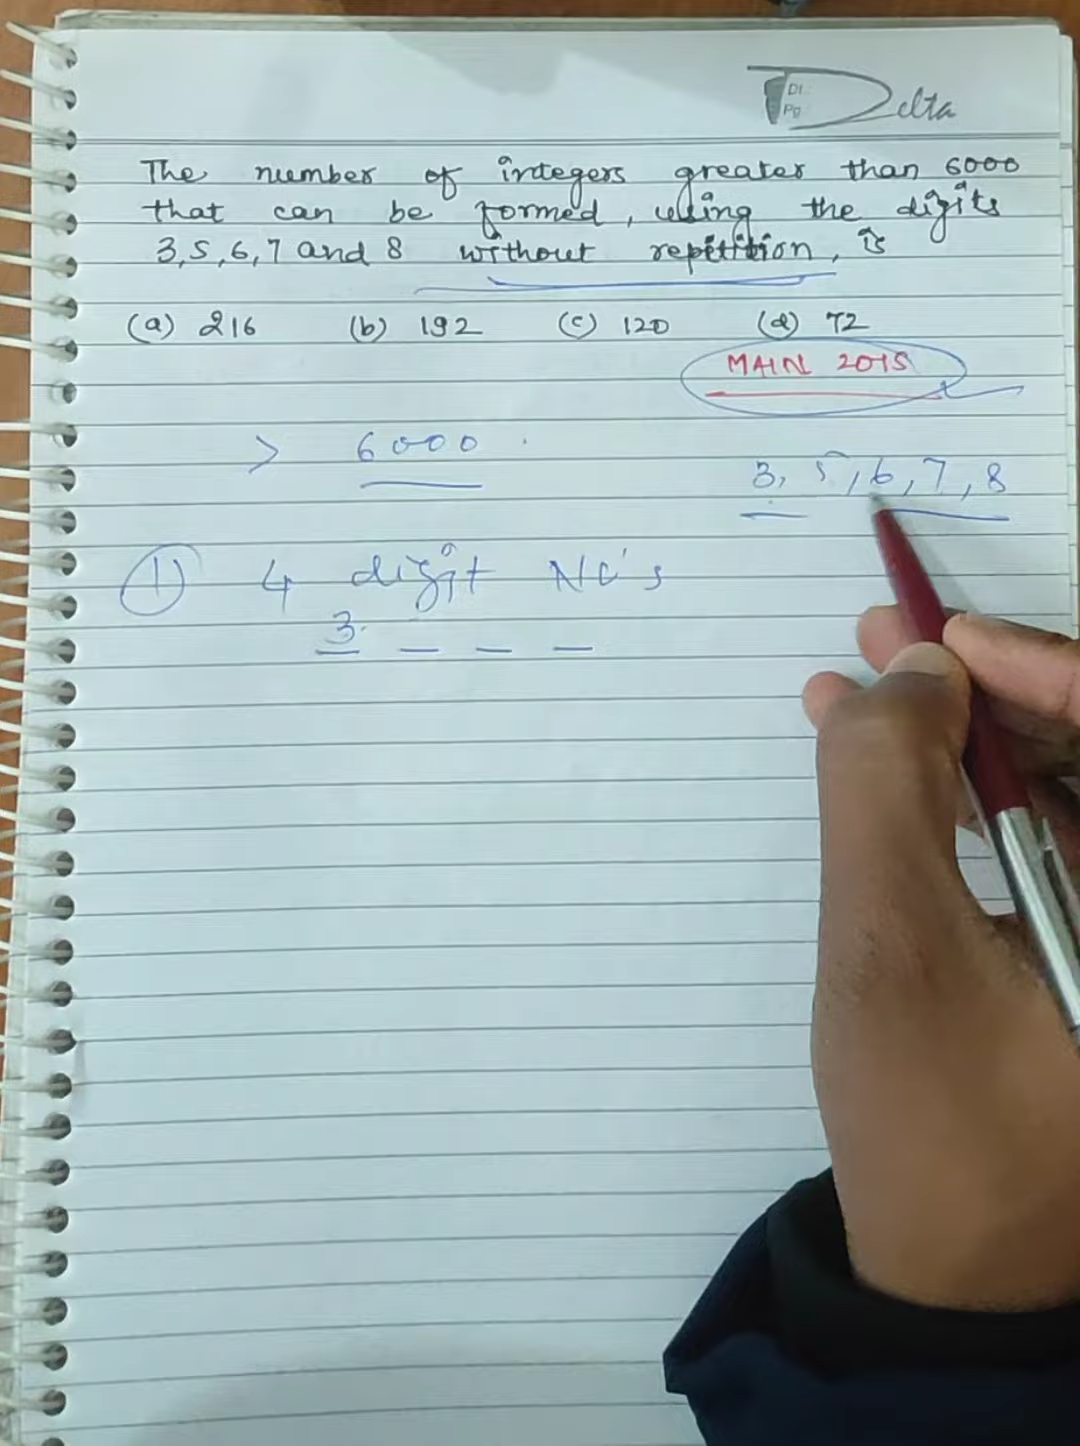 Dt.:
Pg.:
Delta
The number of integers greater than 6000
that can be formed, using the digits
3,5,6,7 and 8 without repetition, is
(a) 216 (b) 192 (c) 120 (d) 72
MAIN 2015
> 6000
3, 5, 6, 7, 8
1 4 digit No's
3